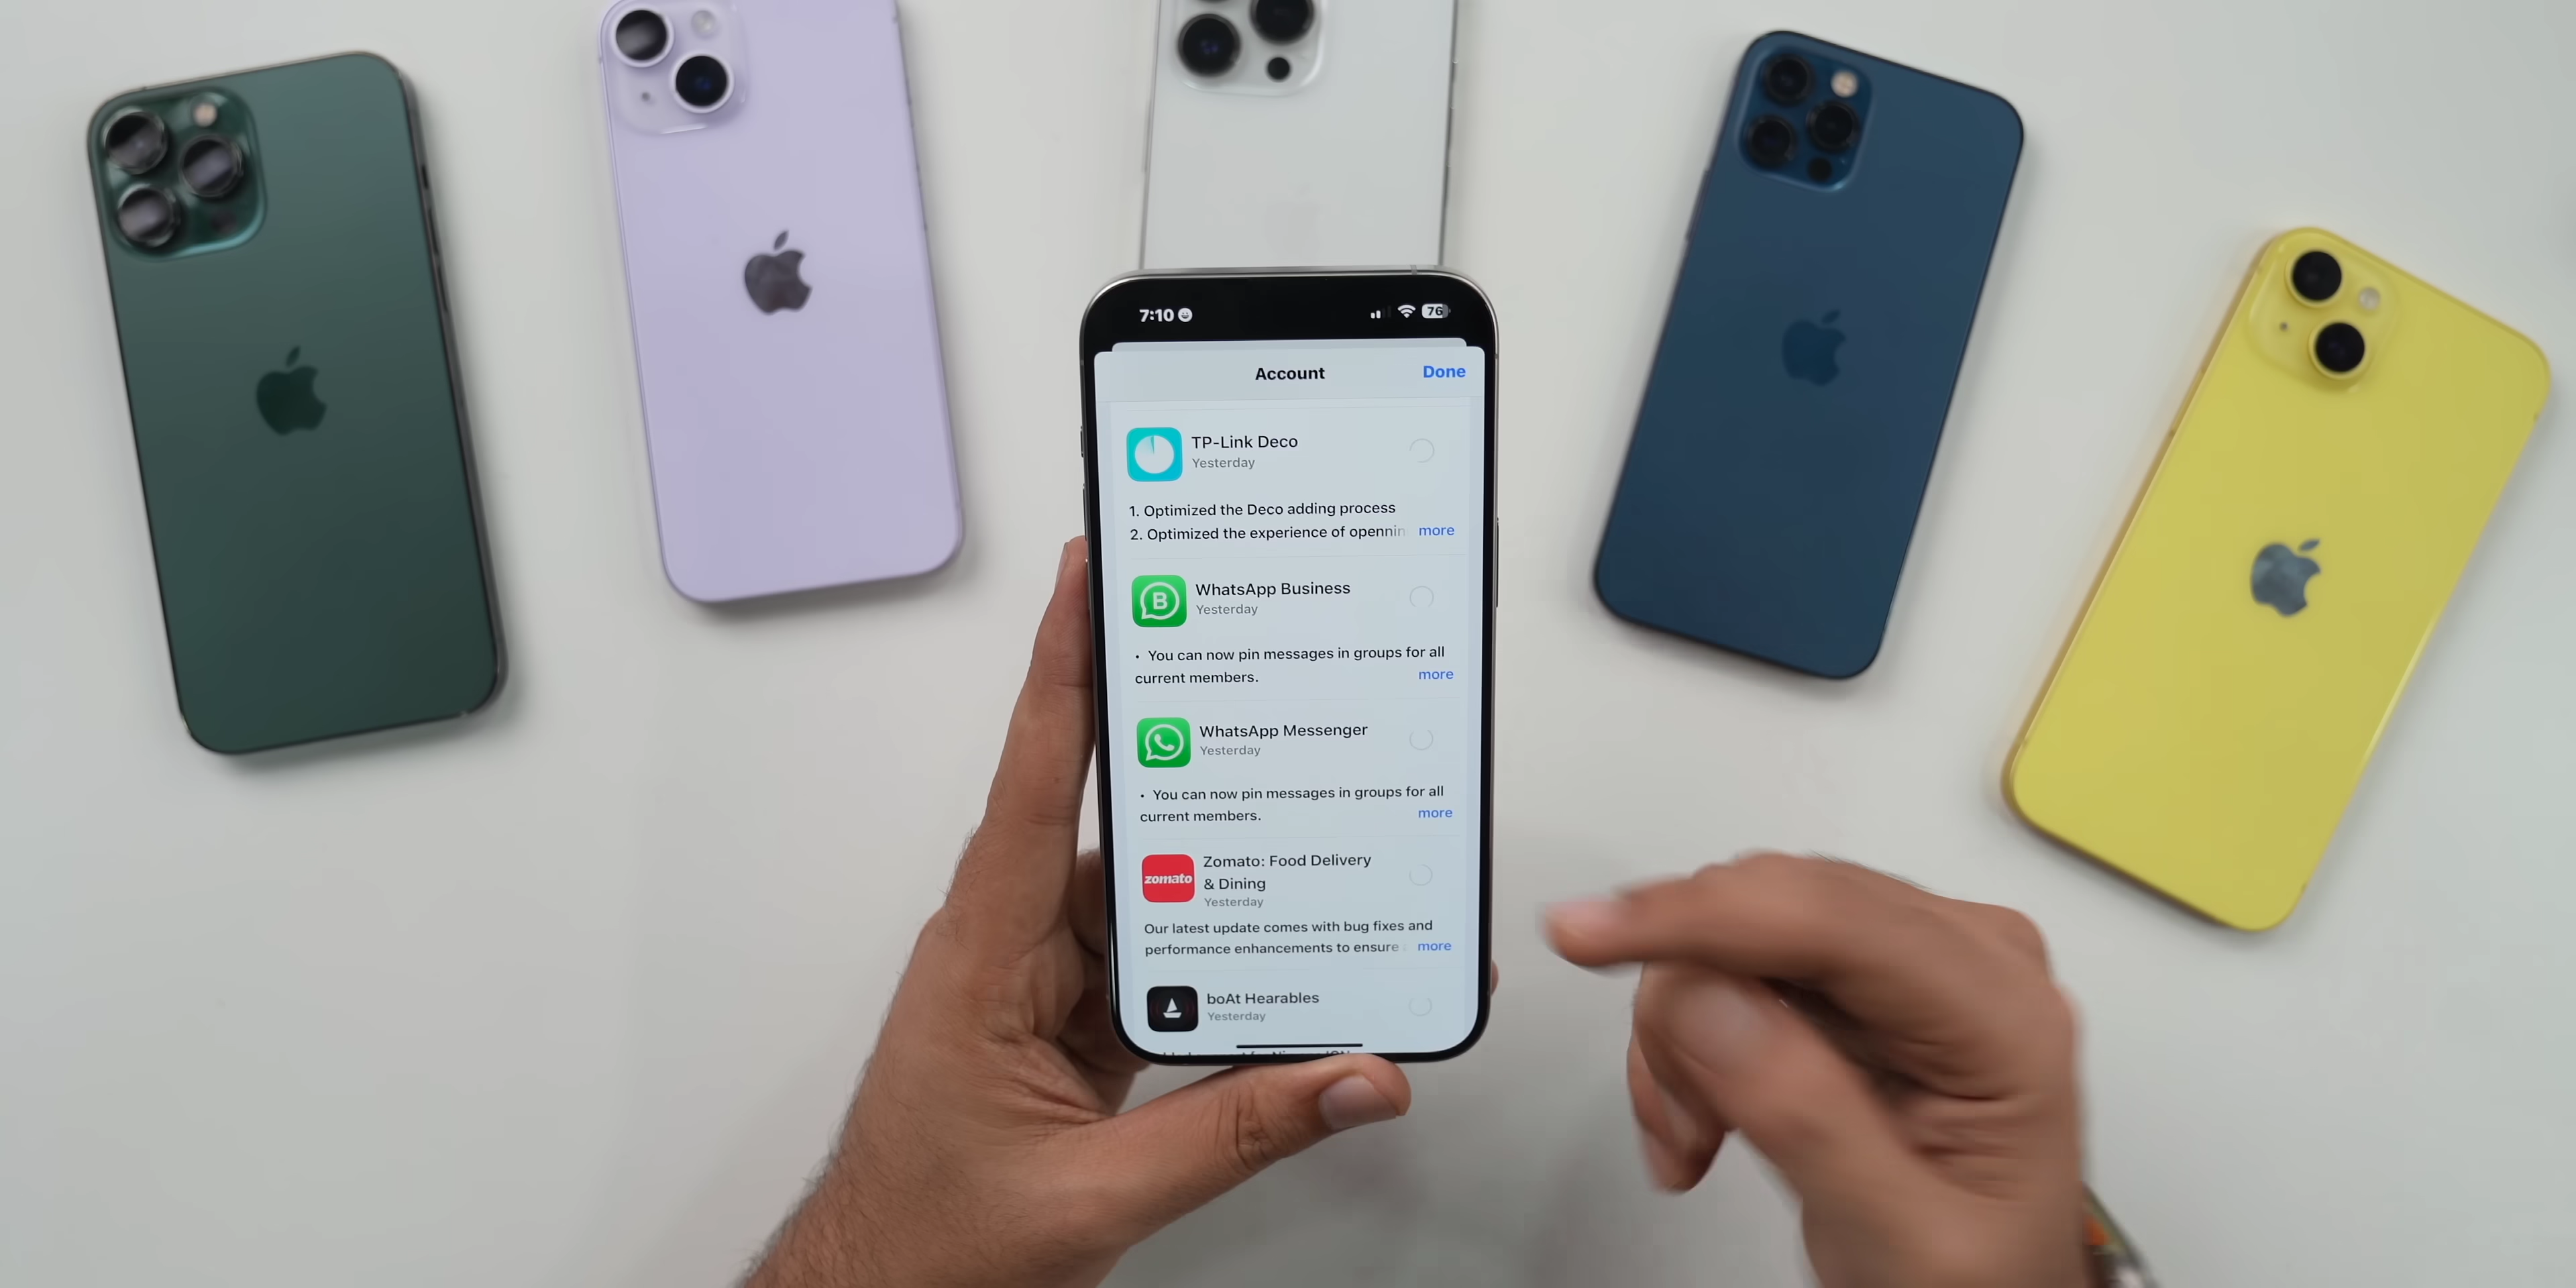 7:10
76
Account
Done
TP-Link Deco
Yesterday
1. Optimized the Deco adding process
2. Optimized the experience of opennin more
B
WhatsApp Business
Yesterday
• You can now pin messages in groups for all
current members. more
WhatsApp Messenger
Yesterday
• You can now pin messages in groups for all
current members. more
zomato
Zomato: Food Delivery
& Dining
Yesterday
Our latest update comes with bug fixes and
performance enhancements to ensure more
boAt Hearables
Yesterday